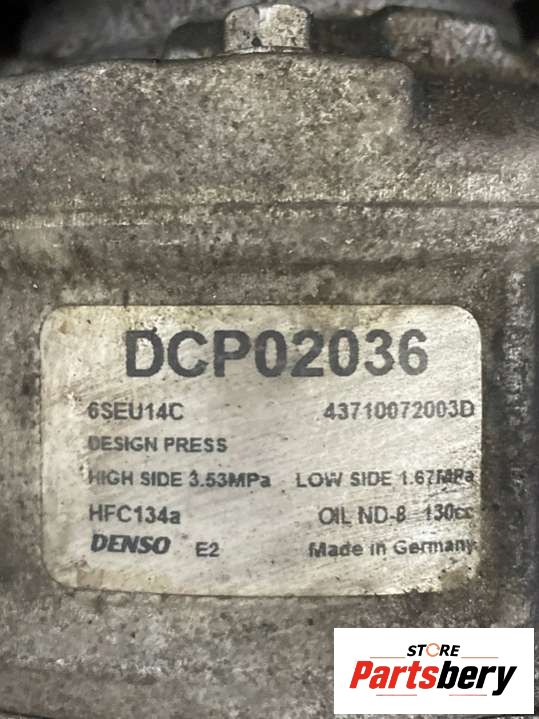 DCP02036
6SEU14C 43710072003D
DESIGN PRESS
HIGH SIDE 3.53MPa LOW SIDE 1.67MPa
HFC134a OIL ND-8 130cc
DENSO E2 Made in Germany
STORE
Partsbery